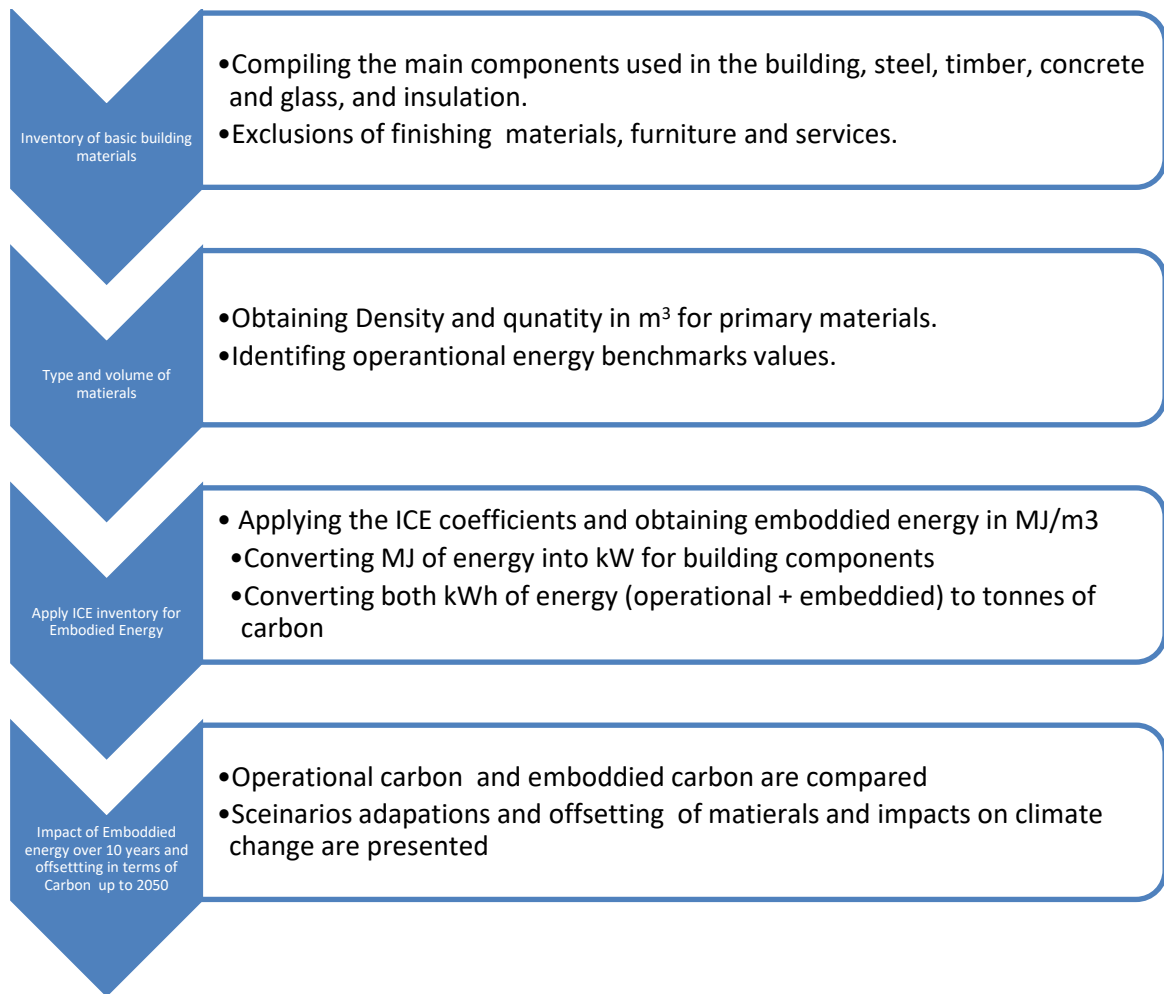 Inventory of basic building
materials
•Compiling the main components used in the building, steel, timber, concrete
and glass, and insulation.
•Exclusions of finishing  materials, furniture and services.
Type and volume of
matierals
•Obtaining Density and qunatity in m³ for primary materials.
•Identifing operantional energy benchmarks values.
Apply ICE inventory for
Embodied Energy
• Applying the ICE coefficients and obtaining emboddied energy in MJ/m3
•Converting MJ of energy into kW for building components
•Converting both kWh of energy (operational + embeddied) to tonnes of
carbon
Impact of Emboddied
energy over 10 years and
offsettting in terms of
Carbon  up to 2050
•Operational carbon  and emboddied carbon are compared
•Sceinarios adapations and offsetting  of matierals and impacts on climate
change are presented